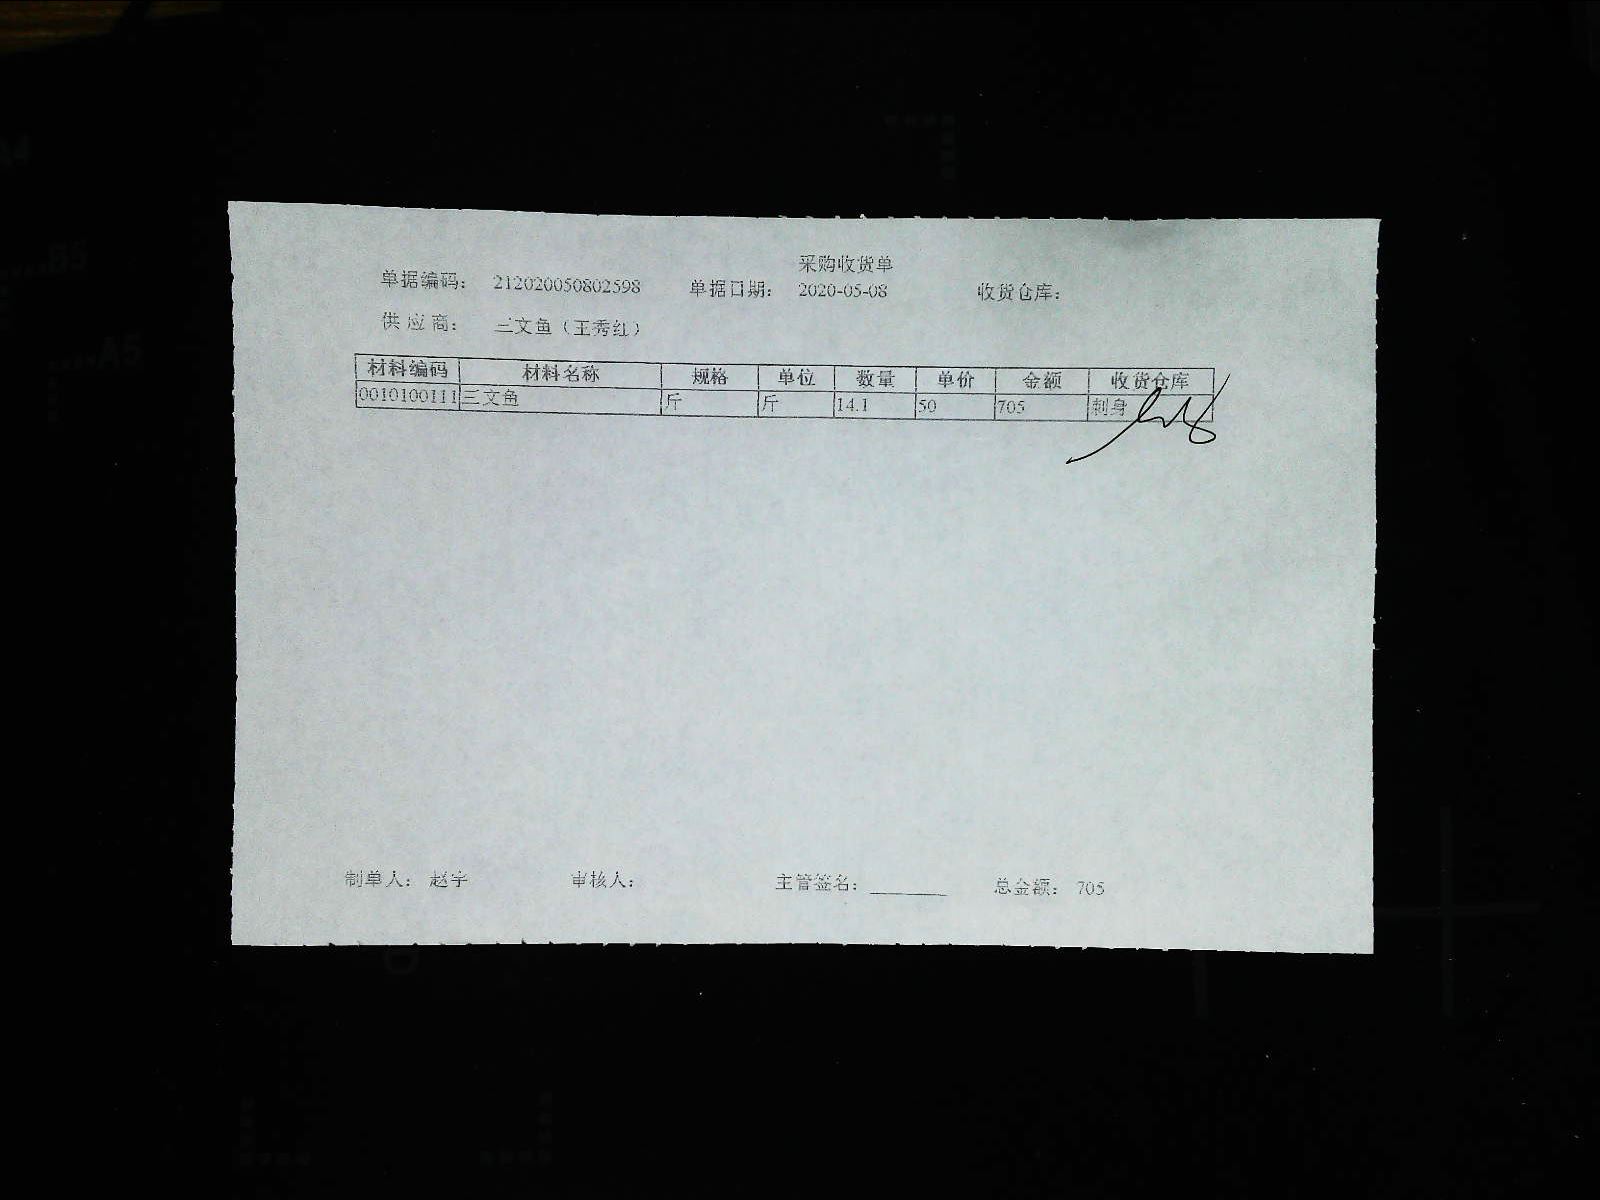 采购收货单
单据编码： 212020050802598 单据日期： 2020-05-08 收货仓库：
供应商： 三文鱼（王秀红）
材料编码 材料名称 规格 单位 数量 单价 金额 收货仓库
0010100111 三文鱼 斤 斤 14.1 50 705 刺身
制单人： 赵宇 审核人： 主管签名： 总金额： 705
A4
B5
A5